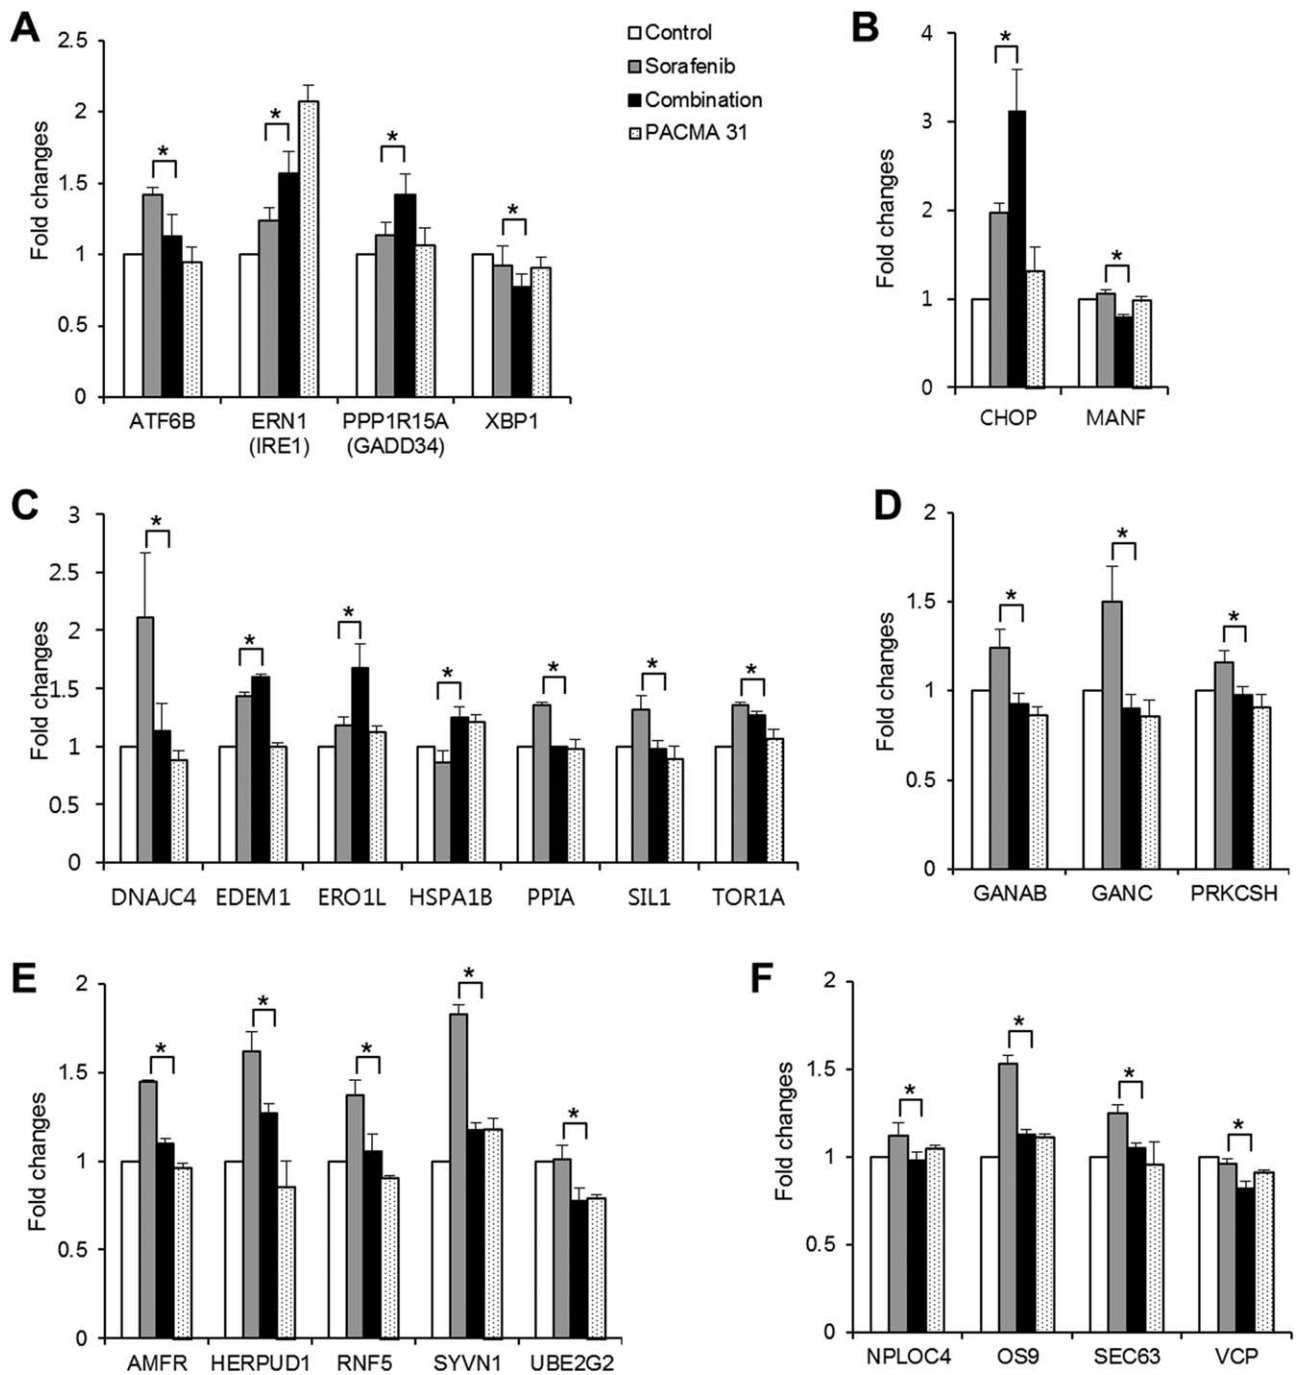 A
2.5
2
1.5
1
0.5
0
Fold changes
* * * *
ATF6B ERN1 PPP1R15A XBP1
(IRE1) (GADD34)
Control
Sorafenib
Combination
PACMA 31
B
4
3
2
1
0
Fold changes
* *
CHOP MANF
C
3
2.5
2
1.5
1
0.5
0
Fold changes
* * * * * * *
DNAJC4 EDEM1 ERO1L HSPA1B PPIA SIL1 TOR1A
D
2
1.5
1
0.5
0
Fold changes
* * *
GANAB GANC PRKCSH
E
2
1.5
1
0.5
0
Fold changes
* * * * *
AMFR HERPUD1 RNF5 SYVN1 UBE2G2
F
2
1.5
1
0.5
0
Fold changes
* * * *
NPLOC4 OS9 SEC63 VCP